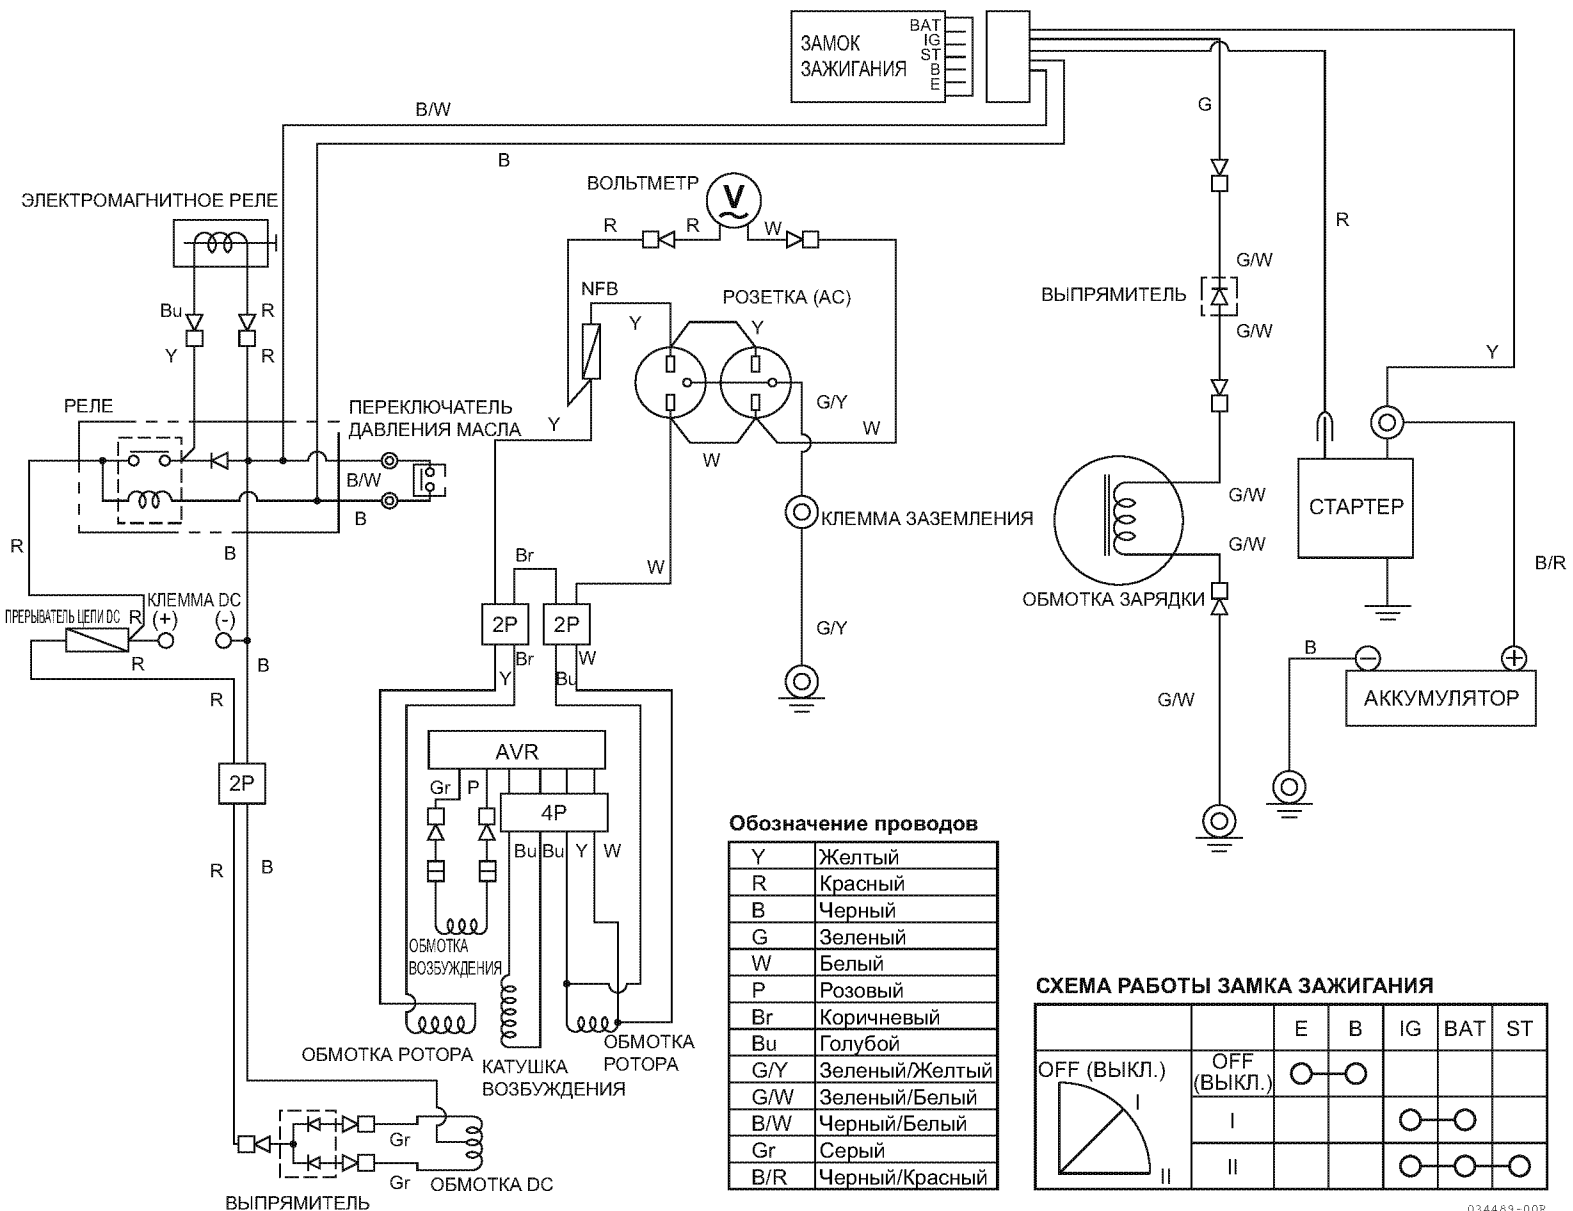 ЗАМОК
ЗАЖИГАНИЯ
BAT
IG
ST
B
E
B/W
B
G
R
Y
ЭЛЕКТРОМАГНИТНОЕ РЕЛЕ
Bu
R
Y
R
ВОЛЬТМЕТР
V
R
R
W
NFB
РОЗЕТКА (AC)
Y
Y
G/Y
W
W
Y
G/W
ВЫПРЯМИТЕЛЬ
G/W
РЕЛЕ
ПЕРЕКЛЮЧАТЕЛЬ
ДАВЛЕНИЯ МАСЛА
B/W
B
R
B
КЛЕММА ЗАЗЕМЛЕНИЯ
G/W
G/W
СТАРТЕР
B/R
ОБМОТКА ЗАРЯДКИ
ПРЕРЫВАТЕЛЬ ЦЕПИ DC
R
КЛЕММА DC
(+)
(-)
R
B
R
Br
W
2P
2P
Y
Br
Bu
W
G/Y
G/W
B
−
+
АККУМУЛЯТОР
2P
R
B
AVR
Gr
P
4P
Bu
Bu
Y
W
ОБМОТКА
ВОЗБУЖДЕНИЯ
ОБМОТКА РОТОРА
КАТУШКА
ВОЗБУЖДЕНИЯ
ОБМОТКА
РОТОРА
Gr
Gr
ОБМОТКА DC
ВЫПРЯМИТЕЛЬ
Обозначение проводов
Y Желтый
R Красный
B Черный
G Зеленый
W Белый
P Розовый
Br Коричневый
Bu Голубой
G/Y Зеленый/Желтый
G/W Зеленый/Белый
B/W Черный/Белый
Gr Серый
B/R Черный/Красный
СХЕМА РАБОТЫ ЗАМКА ЗАЖИГАНИЯ
E B IG BAT ST
OFF (ВЫКЛ.)
I
II
OFF
(ВЫКЛ.)
I
II
034489-00R